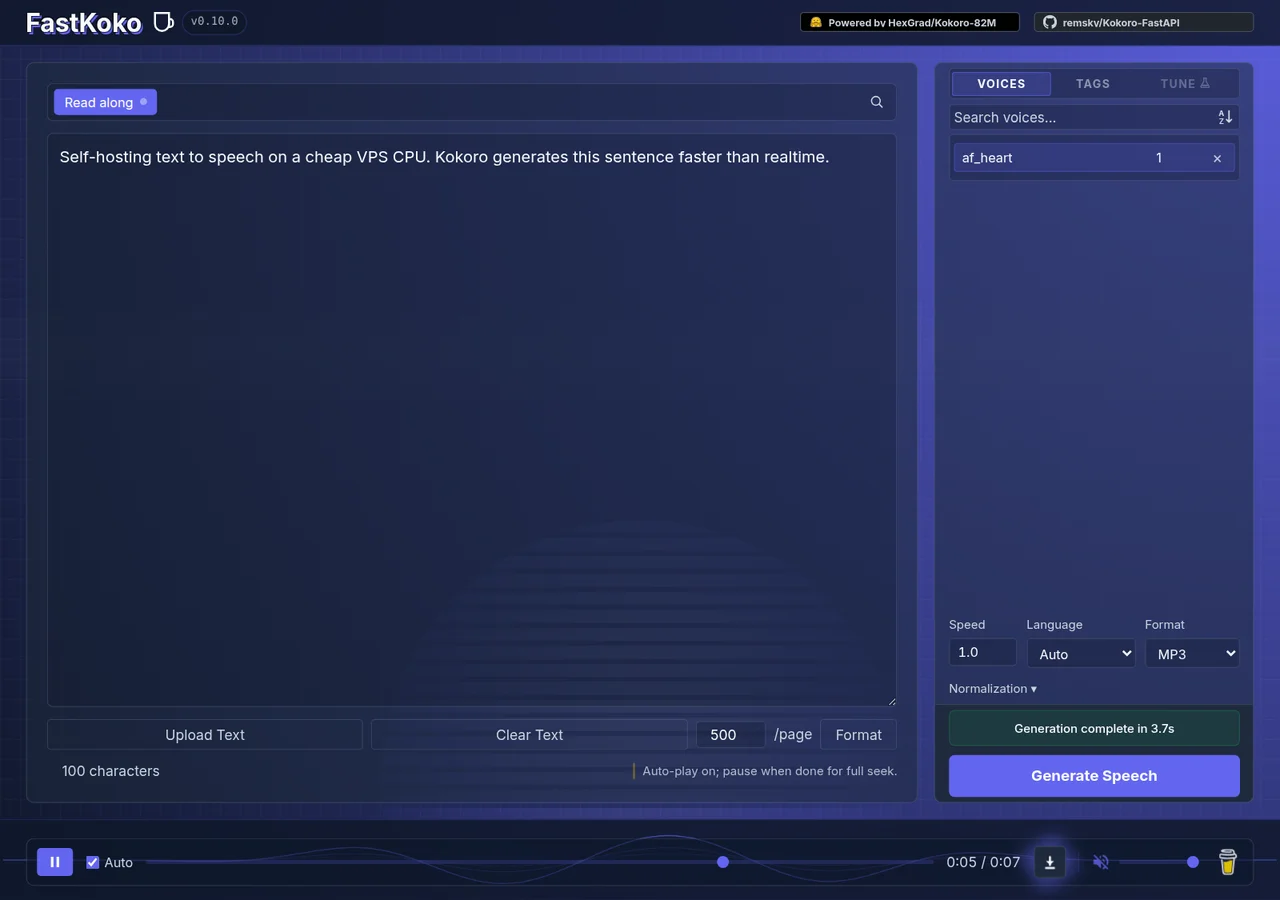 FastKoko
v0.10.0
Powered by HexGrad/Kokoro-82M
remsky/Kokoro-FastAPI
Read along
Self-hosting text to speech on a cheap VPS CPU. Kokoro generates this sentence faster than realtime.
Upload Text
Clear Text
500
/page
Format
100 characters
Auto-play on; pause when done for full seek.
VOICES
TAGS
TUNE
Search voices...
af_heart
1
×
Speed
Language
Format
1.0
Auto
MP3
Normalization ▾
Generation complete in 3.7s
Generate Speech
Auto
0:05 / 0:07